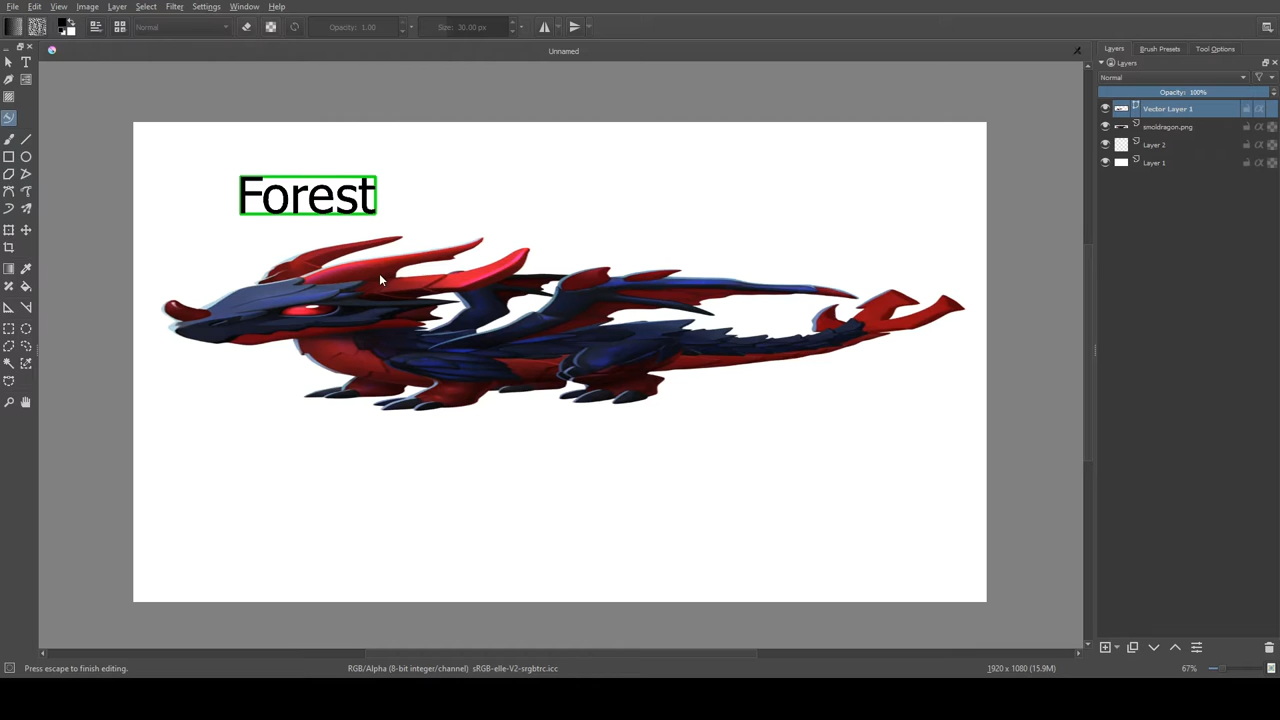 File Edit View Image Layer Select Filter Settings Window Help
Normal Opacity: 1.00 Size: 30.00 px
Unnamed
Layers Brush Presets Tool Options
Layers
Normal
Opacity: 100%
Vector Layer 1
smoldragon.png
Layer 2
Layer 1
Forest
Press escape to finish editing. RGB/Alpha (8-bit integer/channel) sRGB-elle-V2-srgbtrc.icc 1920 x 1080 (15.9M) 67%